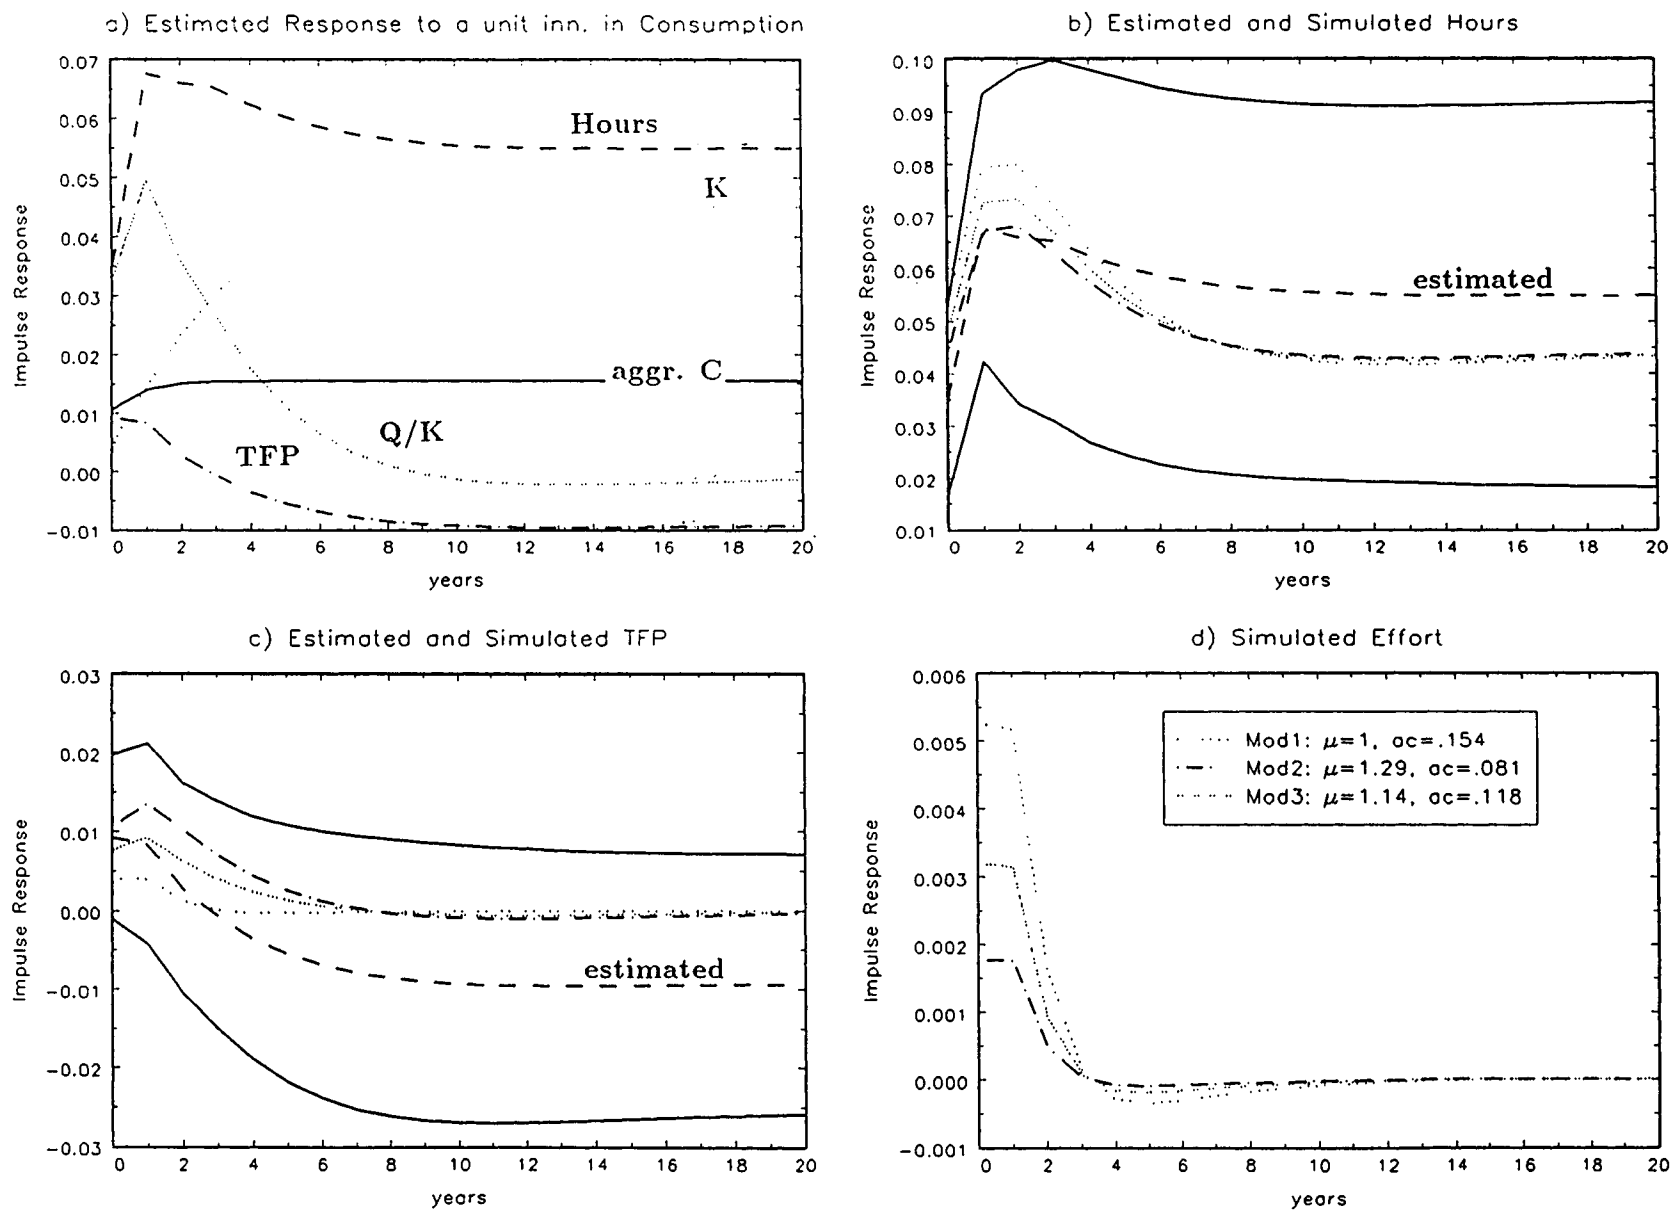 a) Estimated Response to a unit inn. in Consumption
0.07
0.06
0.05
0.04
0.03
0.02
0.01
0.00
−0.01
Impulse Response
Hours
K
aggr. C
Q/K
TFP
0 2 4 6 8 10 12 14 16 18 20
years
b) Estimated and Simulated Hours
0.10
0.09
0.08
0.07
0.06
0.05
0.04
0.03
0.02
0.01
Impulse Response
estimated
0 2 4 6 8 10 12 14 16 18 20
years
c) Estimated and Simulated TFP
0.03
0.02
0.01
0.00
−0.01
−0.02
−0.03
Impulse Response
estimated
0 2 4 6 8 10 12 14 16 18 20
years
d) Simulated Effort
0.006
0.005
0.004
0.003
0.002
0.001
0.000
−0.001
Impulse Response
Mod1: μ=1, ac=.154
Mod2: μ=1.29, ac=.081
Mod3: μ=1.14, ac=.118
0 2 4 6 8 10 12 14 16 18 20
years